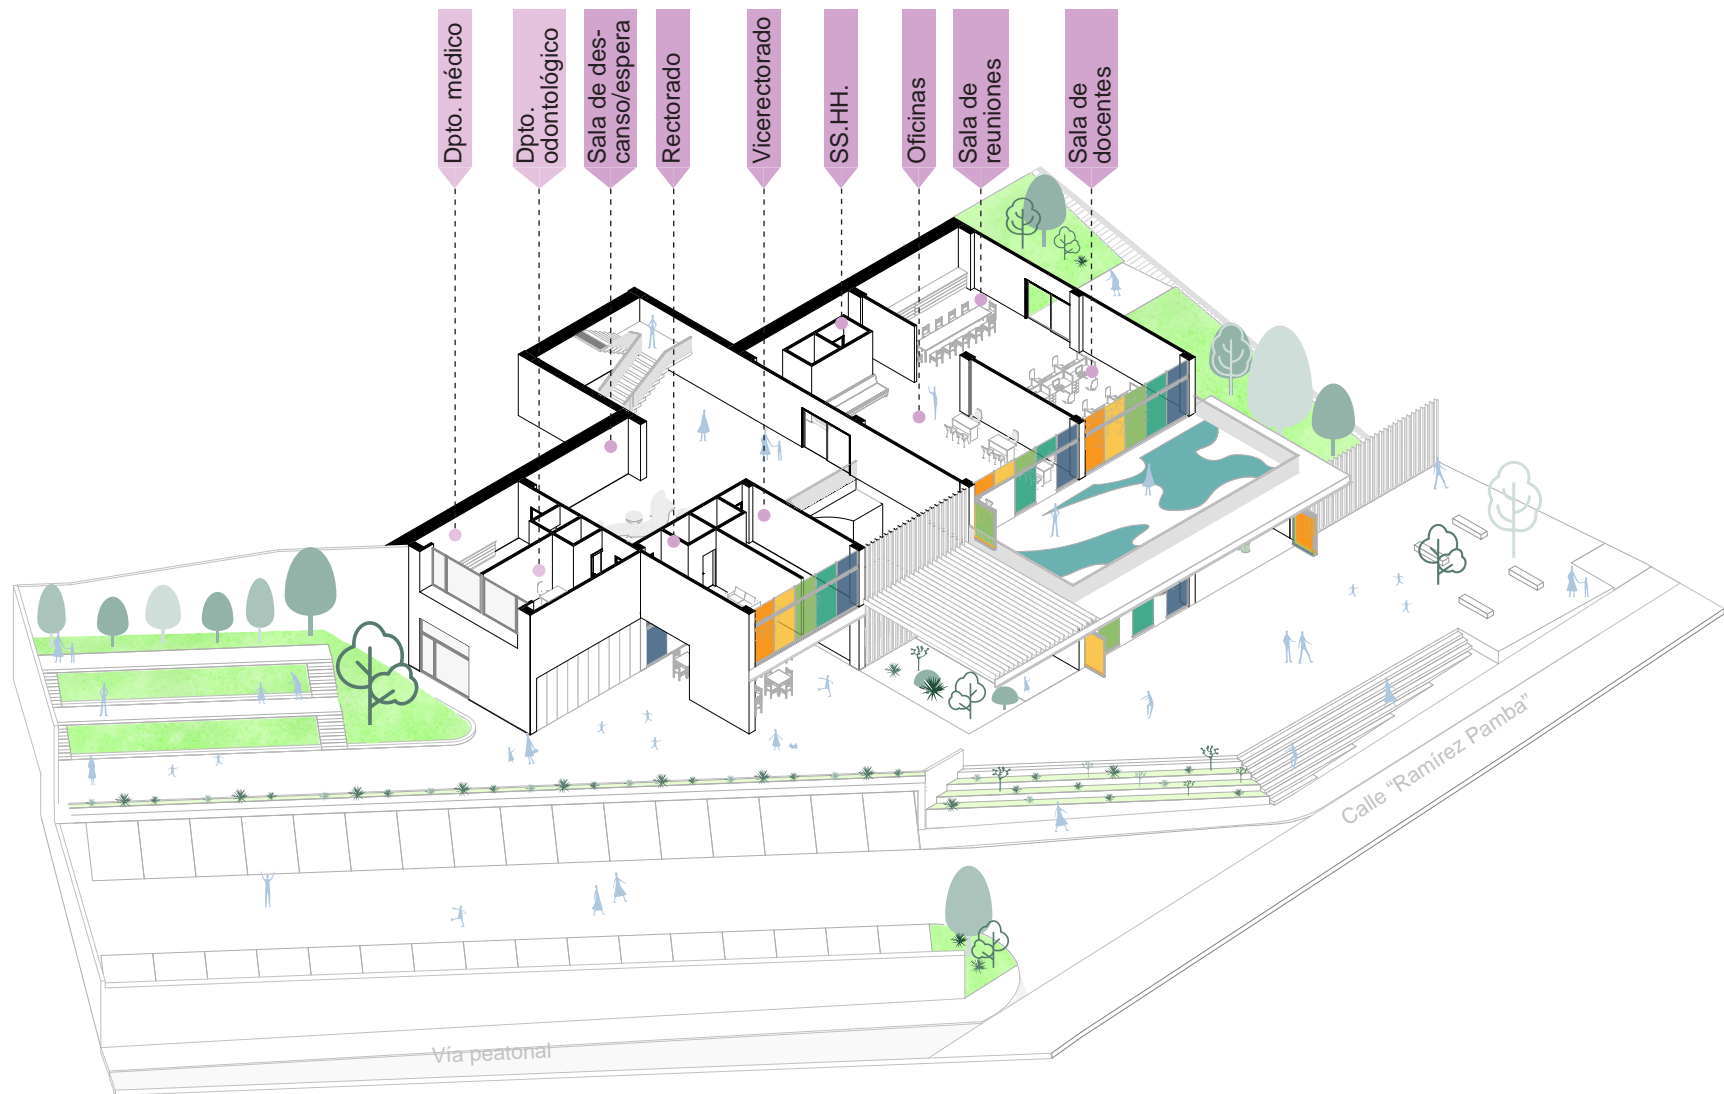 Dpto. médico
Dpto.
odontológico
Sala de des-
canso/espera
Rectorado
Vicerectorado
SS.HH.
Oficinas
Sala de
reuniones
Sala de
docentes
Calle “Ramírez Pamba”
Vía peatonal